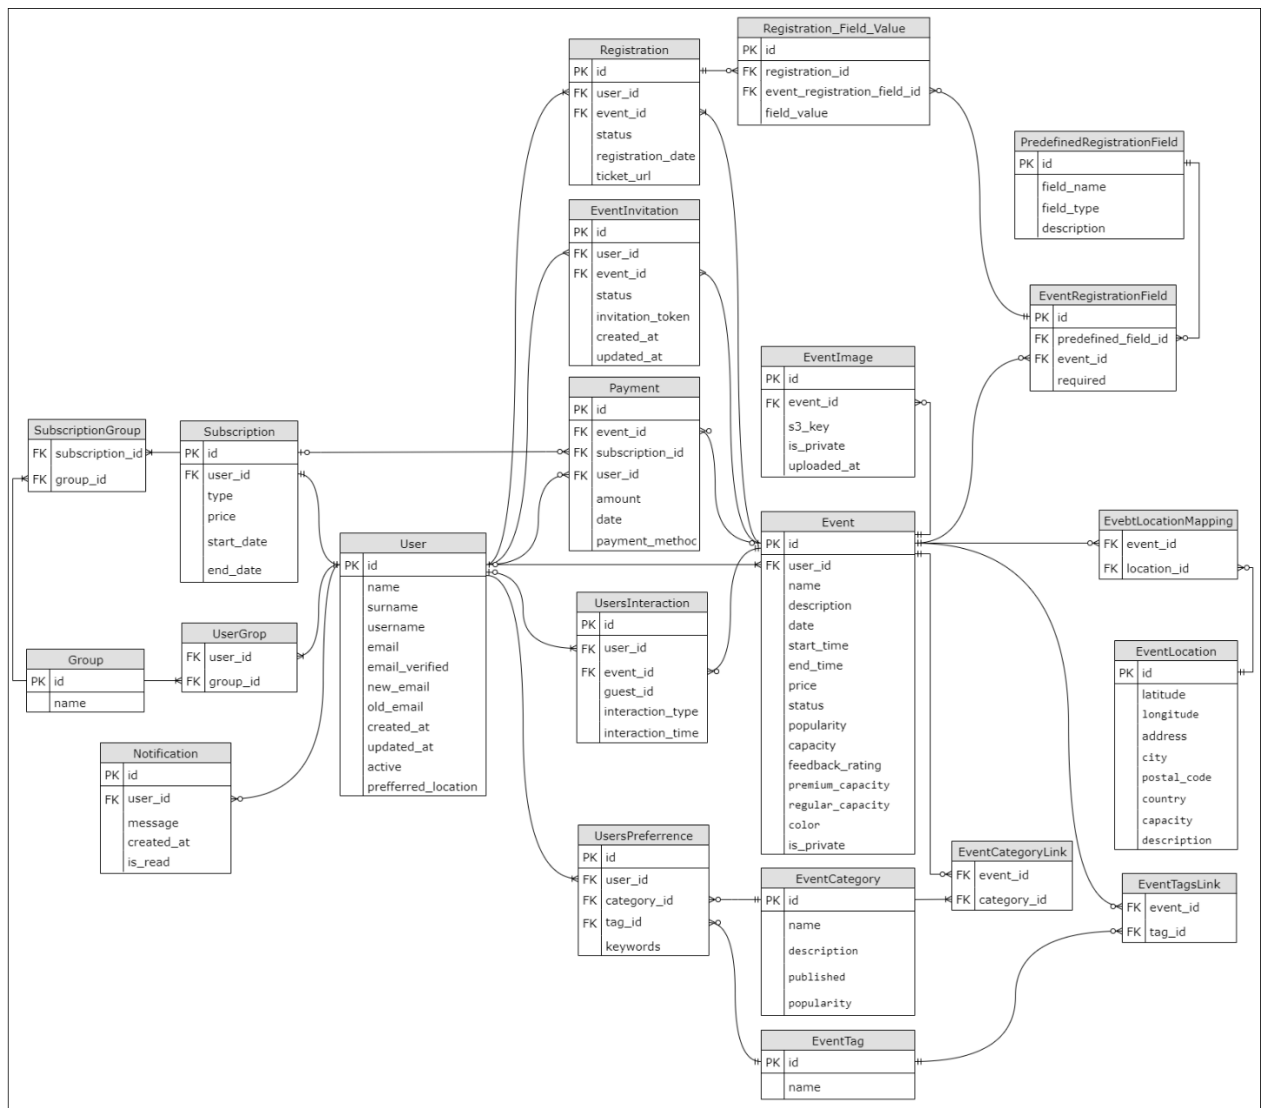 Registration
PK id
FK user_id
FK event_id
status
registration_date
ticket_url
Registration_Field_Value
PK id
FK registration_id
FK event_registration_field_id
field_value
PredefinedRegistrationField
PK id
field_name
field_type
description
EventInvitation
PK id
FK user_id
FK event_id
status
invitation_token
created_at
updated_at
EventRegistrationField
PK id
FK predefined_field_id
FK event_id
required
EventImage
PK id
FK event_id
s3_key
is_private
uploaded_at
Payment
PK id
FK event_id
FK subscription_id
FK user_id
amount
date
payment_methoc
SubscriptionGroup
FK subscription_id
FK group_id
Subscription
PK id
FK user_id
type
price
start_date
end_date
User
PK id
name
surname
username
email
email_verified
new_email
old_email
created_at
updated_at
active
prefferred_location
Event
PK id
FK user_id
name
description
date
start_time
end_time
price
status
popularity
capacity
feedback_rating
premium_capacity
regular_capacity
color
is_private
EvebtLocationMapping
FK event_id
FK location_id
UsersInteraction
PK id
FK user_id
FK event_id
guest_id
interaction_type
interaction_time
UserGrop
FK user_id
FK group_id
Group
PK id
name
EventLocation
PK id
latitude
longitude
address
city
postal_code
country
capacity
description
Notification
PK id
FK user_id
message
created_at
is_read
UsersPreferrence
PK id
FK user_id
FK category_id
FK tag_id
keywords
EventCategory
PK id
name
description
published
popularity
EventCategoryLink
FK event_id
FK category_id
EventTagsLink
FK event_id
FK tag_id
EventTag
PK id
name